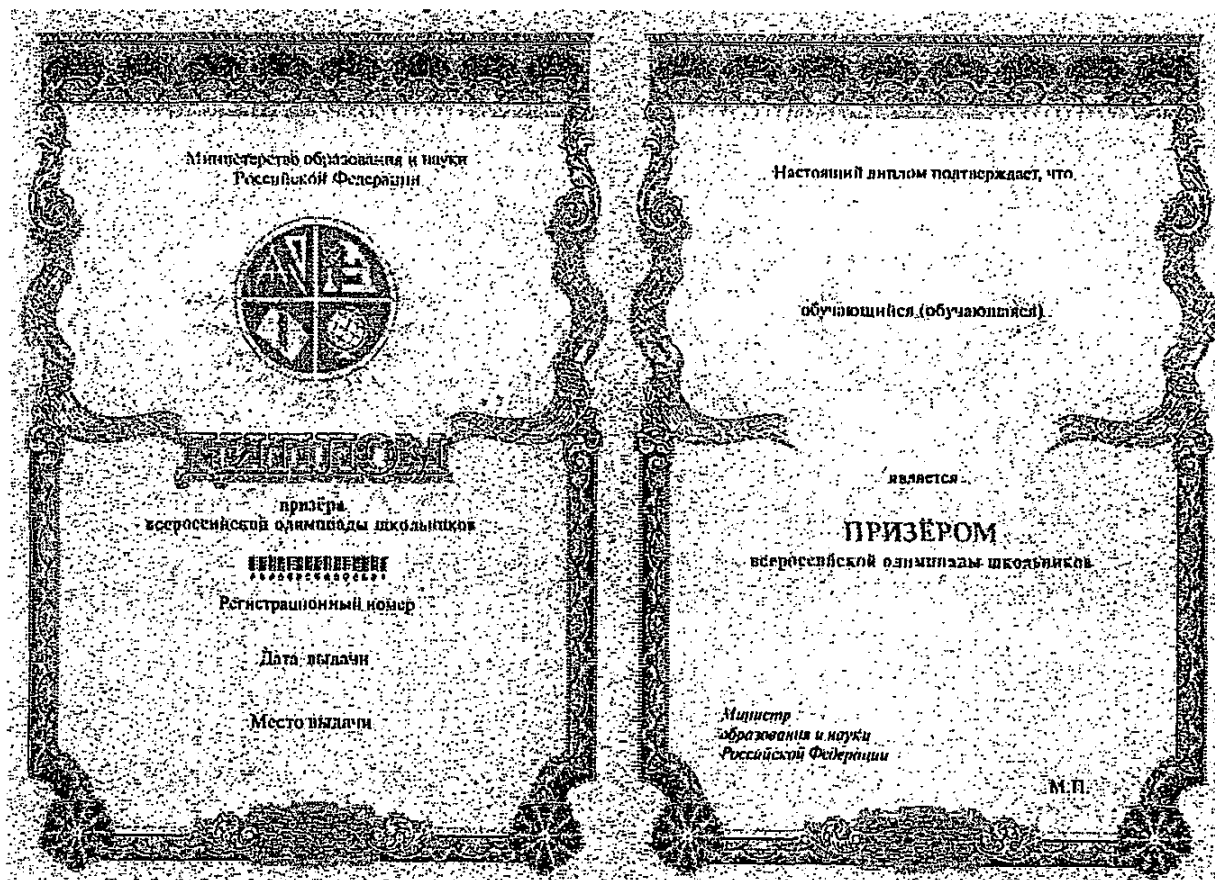 Министерство образования и науки
Российской Федерации
ДИПЛОМ
призёра
всероссийской олимпиады школьников
Регистрационный номер
Дата выдачи
Место выдачи
Настоящий диплом подтверждает, что
обучающийся (обучающаяся)
является
ПРИЗЁРОМ
всероссийской олимпиады школьников
Министр
образования и науки
Российской Федерации
М.П.